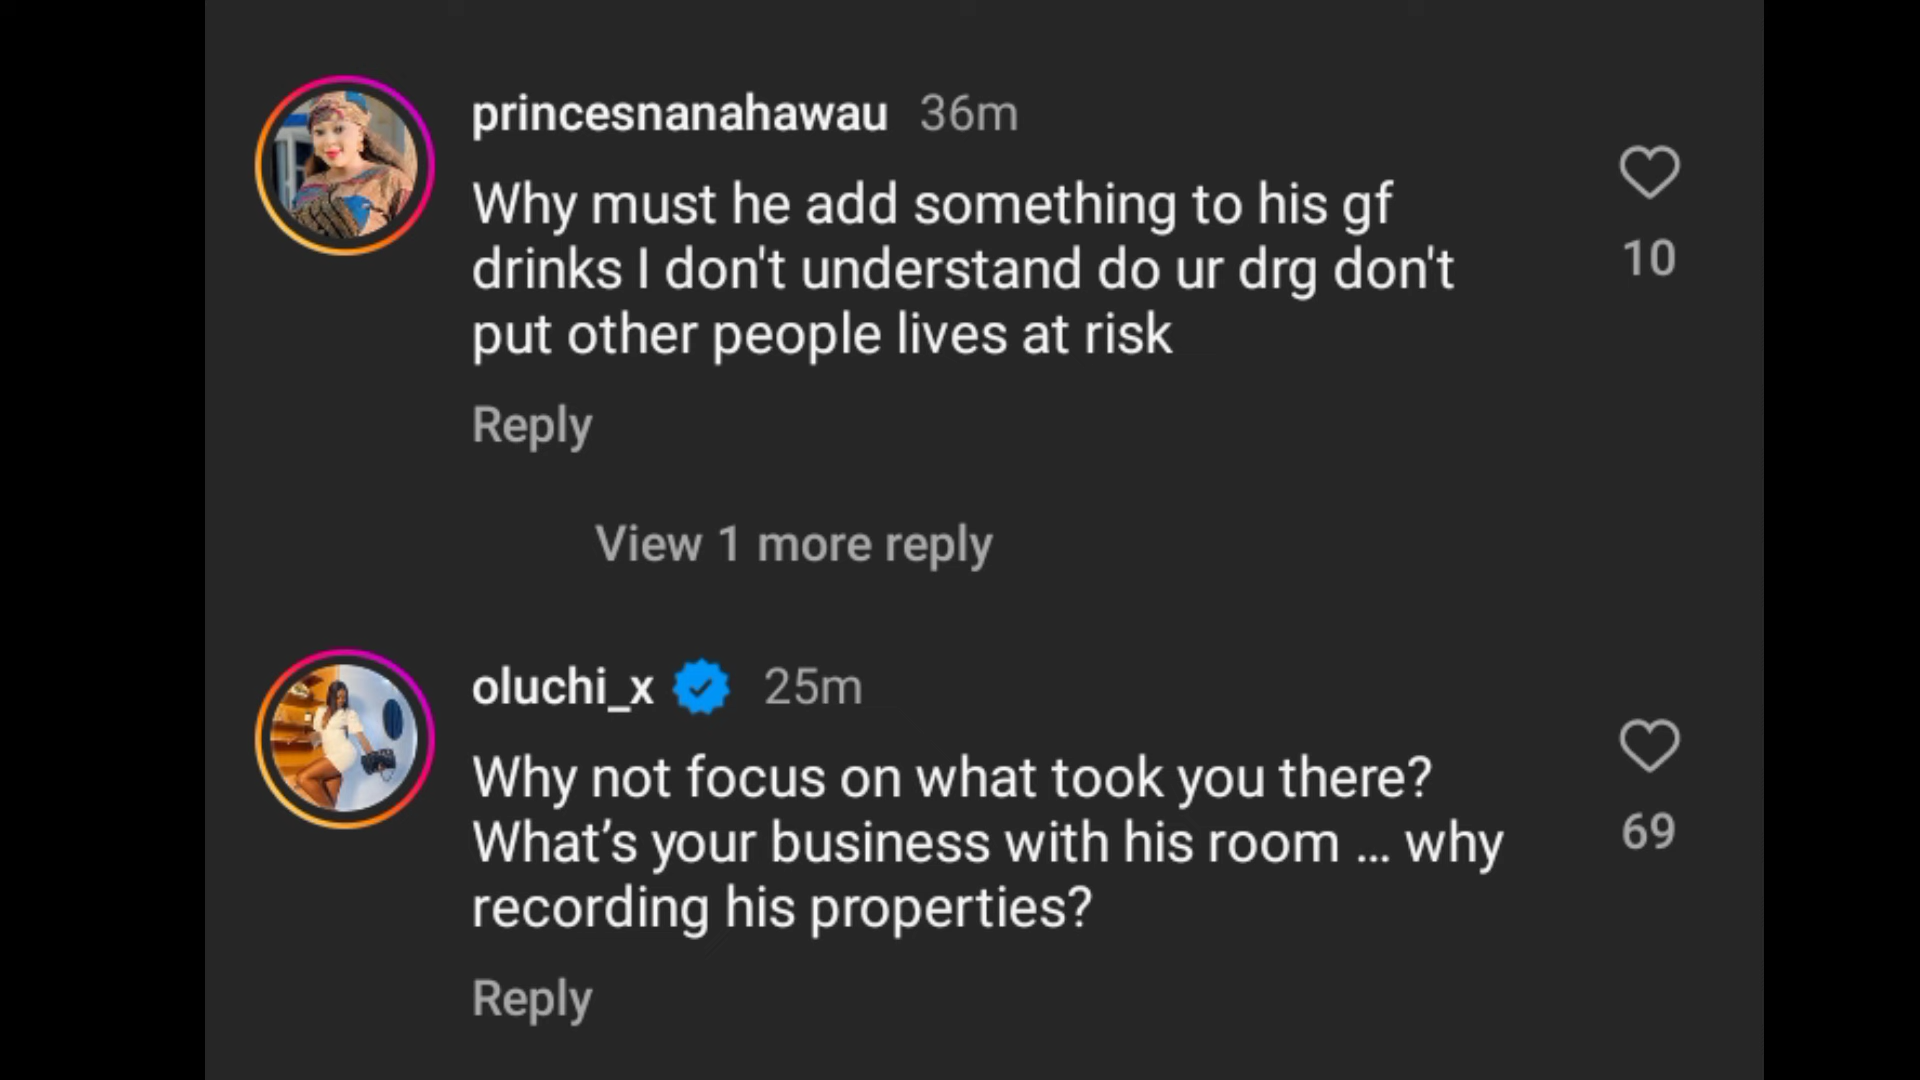 princesnanahawau 36m
Why must he add something to his gf
drinks I don't understand do ur drg don't
put other people lives at risk
10
Reply
View 1 more reply
oluchi_x 25m
Why not focus on what took you there?
What’s your business with his room ... why
recording his properties?
69
Reply